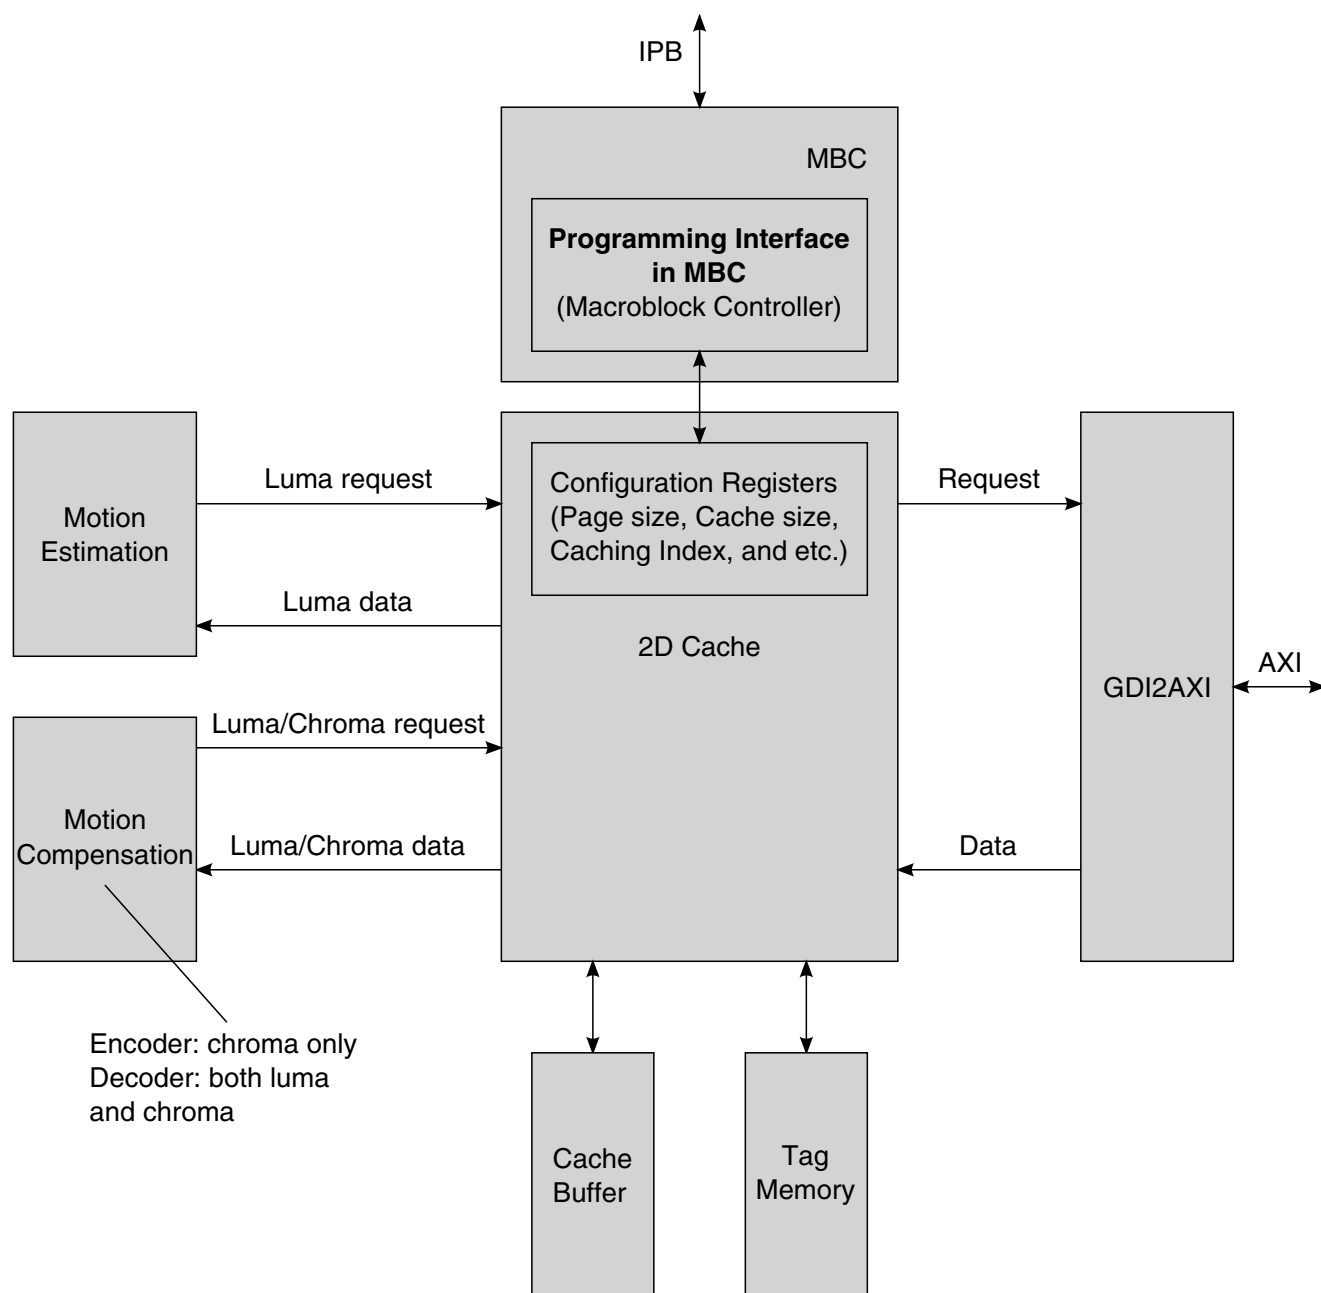 IPB
MBC
Programming Interface
in MBC
(Macroblock Controller)
Motion
Estimation
Luma request
Luma data
Configuration Registers
(Page size, Cache size,
Caching Index, and etc.)
2D Cache
Request
GDI2AXI
AXI
Motion
Compensation
Luma/Chroma request
Luma/Chroma data
Data
Encoder: chroma only
Decoder: both luma
and chroma
Cache
Buffer
Tag
Memory